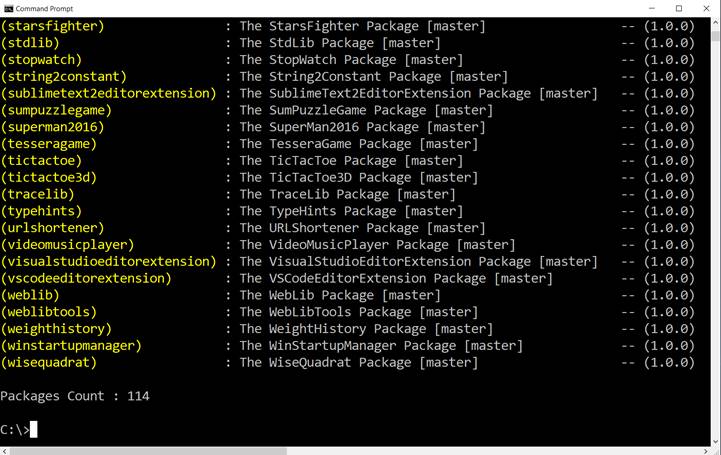 Command Prompt
(starsfighter) : The StarsFighter Package [master] -- (1.0.0)
(stdlib) : The StdLib Package [master] -- (1.0.0)
(stopwatch) : The StopWatch Package [master] -- (1.0.0)
(string2constant) : The String2Constant Package [master] -- (1.0.0)
(sublimetext2editorextension) : The SublimeText2EditorExtension Package [master] -- (1.0.0)
(sumpuzzlegame) : The SumPuzzleGame Package [master] -- (1.0.0)
(superman2016) : The SuperMan2016 Package [master] -- (1.0.0)
(tesseragame) : The TesseraGame Package [master] -- (1.0.0)
(tictactoe) : The TicTacToe Package [master] -- (1.0.0)
(tictactoe3d) : The TicTacToe3D Package [master] -- (1.0.0)
(tracelib) : The TraceLib Package [master] -- (1.0.0)
(typehints) : The TypeHints Package [master] -- (1.0.0)
(urlshortener) : The URLShortener Package [master] -- (1.0.0)
(videomusicplayer) : The VideoMusicPlayer Package [master] -- (1.0.0)
(visualstudioeditorextension) : The VisualStudioEditorExtension Package [master] -- (1.0.0)
(vscodeeditorextension) : The VSCodeEditorExtension Package [master] -- (1.0.0)
(weblib) : The WebLib Package [master] -- (1.0.0)
(weblibtools) : The WebLibTools Package [master] -- (1.0.0)
(weighthistory) : The WeightHistory Package [master] -- (1.0.0)
(winstartupmanager) : The WinStartupManager Package [master] -- (1.0.0)
(wisequadrat) : The WiseQuadrat Package [master] -- (1.0.0)
Packages Count : 114
C:\>